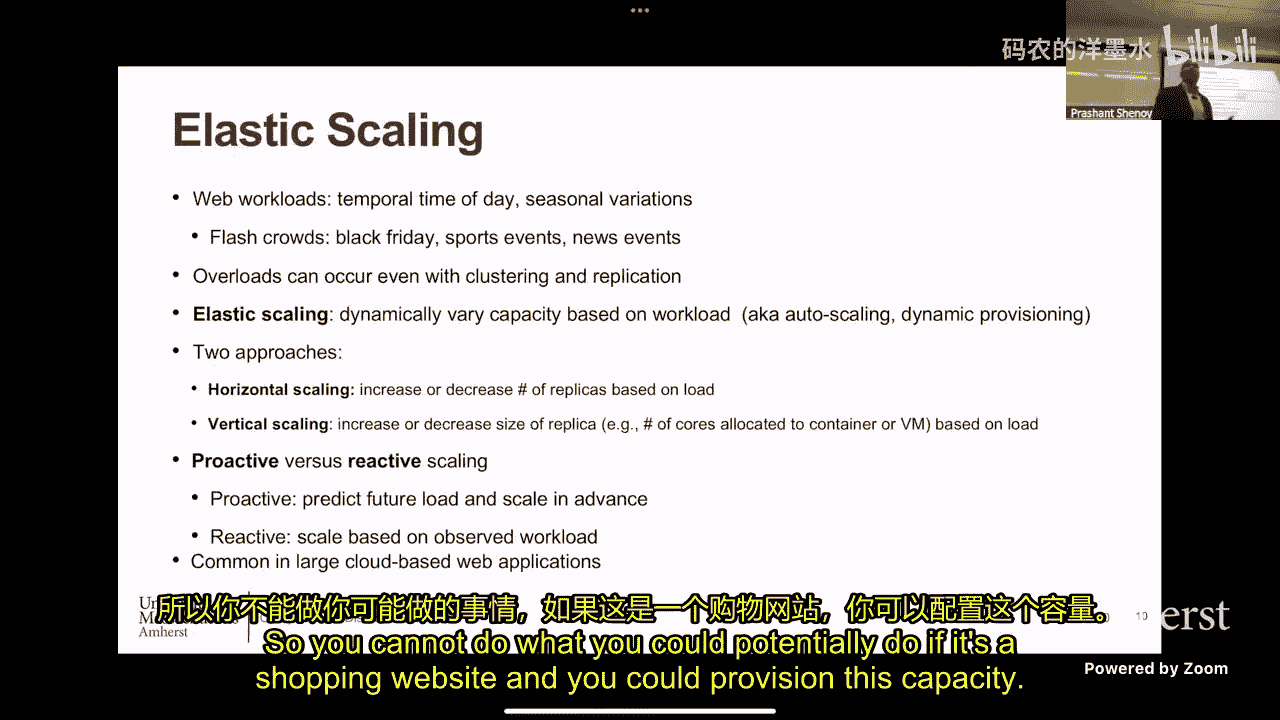 码农的洋墨水 bilibili
Prashant Shenoy
Elastic Scaling
• Web workloads: temporal time of day, seasonal variations
• Flash crowds: black friday, sports events, news events
• Overloads can occur even with clustering and replication
• Elastic scaling: dynamically vary capacity based on workload (aka auto-scaling, dynamic provisioning)
• Two approaches:
• Horizontal scaling: increase or decrease # of replicas based on load
• Vertical scaling: increase or decrease size of replica (e.g., # of cores allocated to container or VM) based on load
• Proactive versus reactive scaling
• Proactive: predict future load and scale in advance
• Reactive: scale based on observed workload
• Common in large cloud-based web applications
所以你不能做你可能做的事情，如果这是一个购物网站，你可以配置这个容量。
Amherst
10
erst
So you cannot do what you could potentially do if it's a
shopping website and you could provision this capacity.
Powered by Zoom